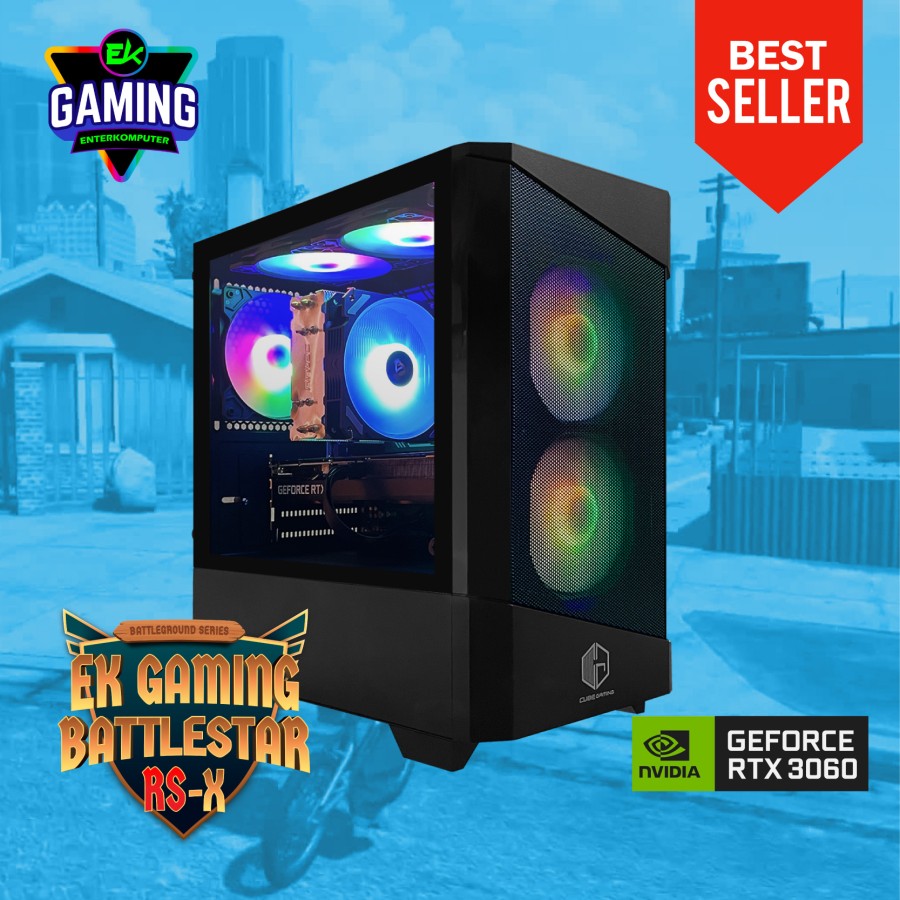 EK
GAMING
ENTERKOMPUTER
BEST
SELLER
GEFORCE RTX
CUBE GAMING
BATTLEGROUND SERIES
EK GAMING
BATTLESTAR
RS-X
NVIDIA
GEFORCE
RTX 3060